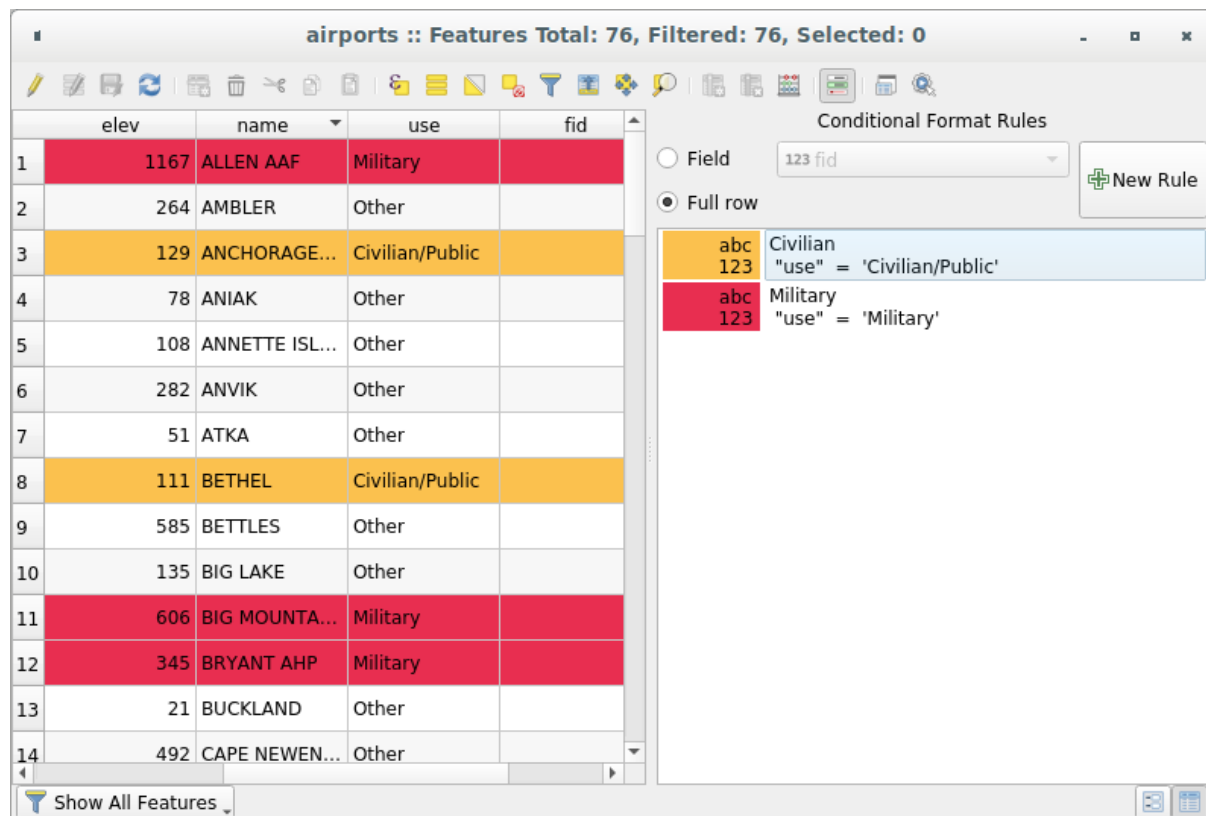 airports :: Features Total: 76, Filtered: 76, Selected: 0
elev name use fid
1 1167 ALLEN AAF Military
2 264 AMBLER Other
3 129 ANCHORAGE... Civilian/Public
4 78 ANIAK Other
5 108 ANNETTE ISL... Other
6 282 ANVIK Other
7 51 ATKA Other
8 111 BETHEL Civilian/Public
9 585 BETTLES Other
10 135 BIG LAKE Other
11 606 BIG MOUNTA... Military
12 345 BRYANT AHP Military
13 21 BUCKLAND Other
14 492 CAPE NEWEN... Other
Show All Features
Conditional Format Rules
Field 123 fid
Full row
New Rule
abc Civilian
123 "use" = 'Civilian/Public'
abc Military
123 "use" = 'Military'